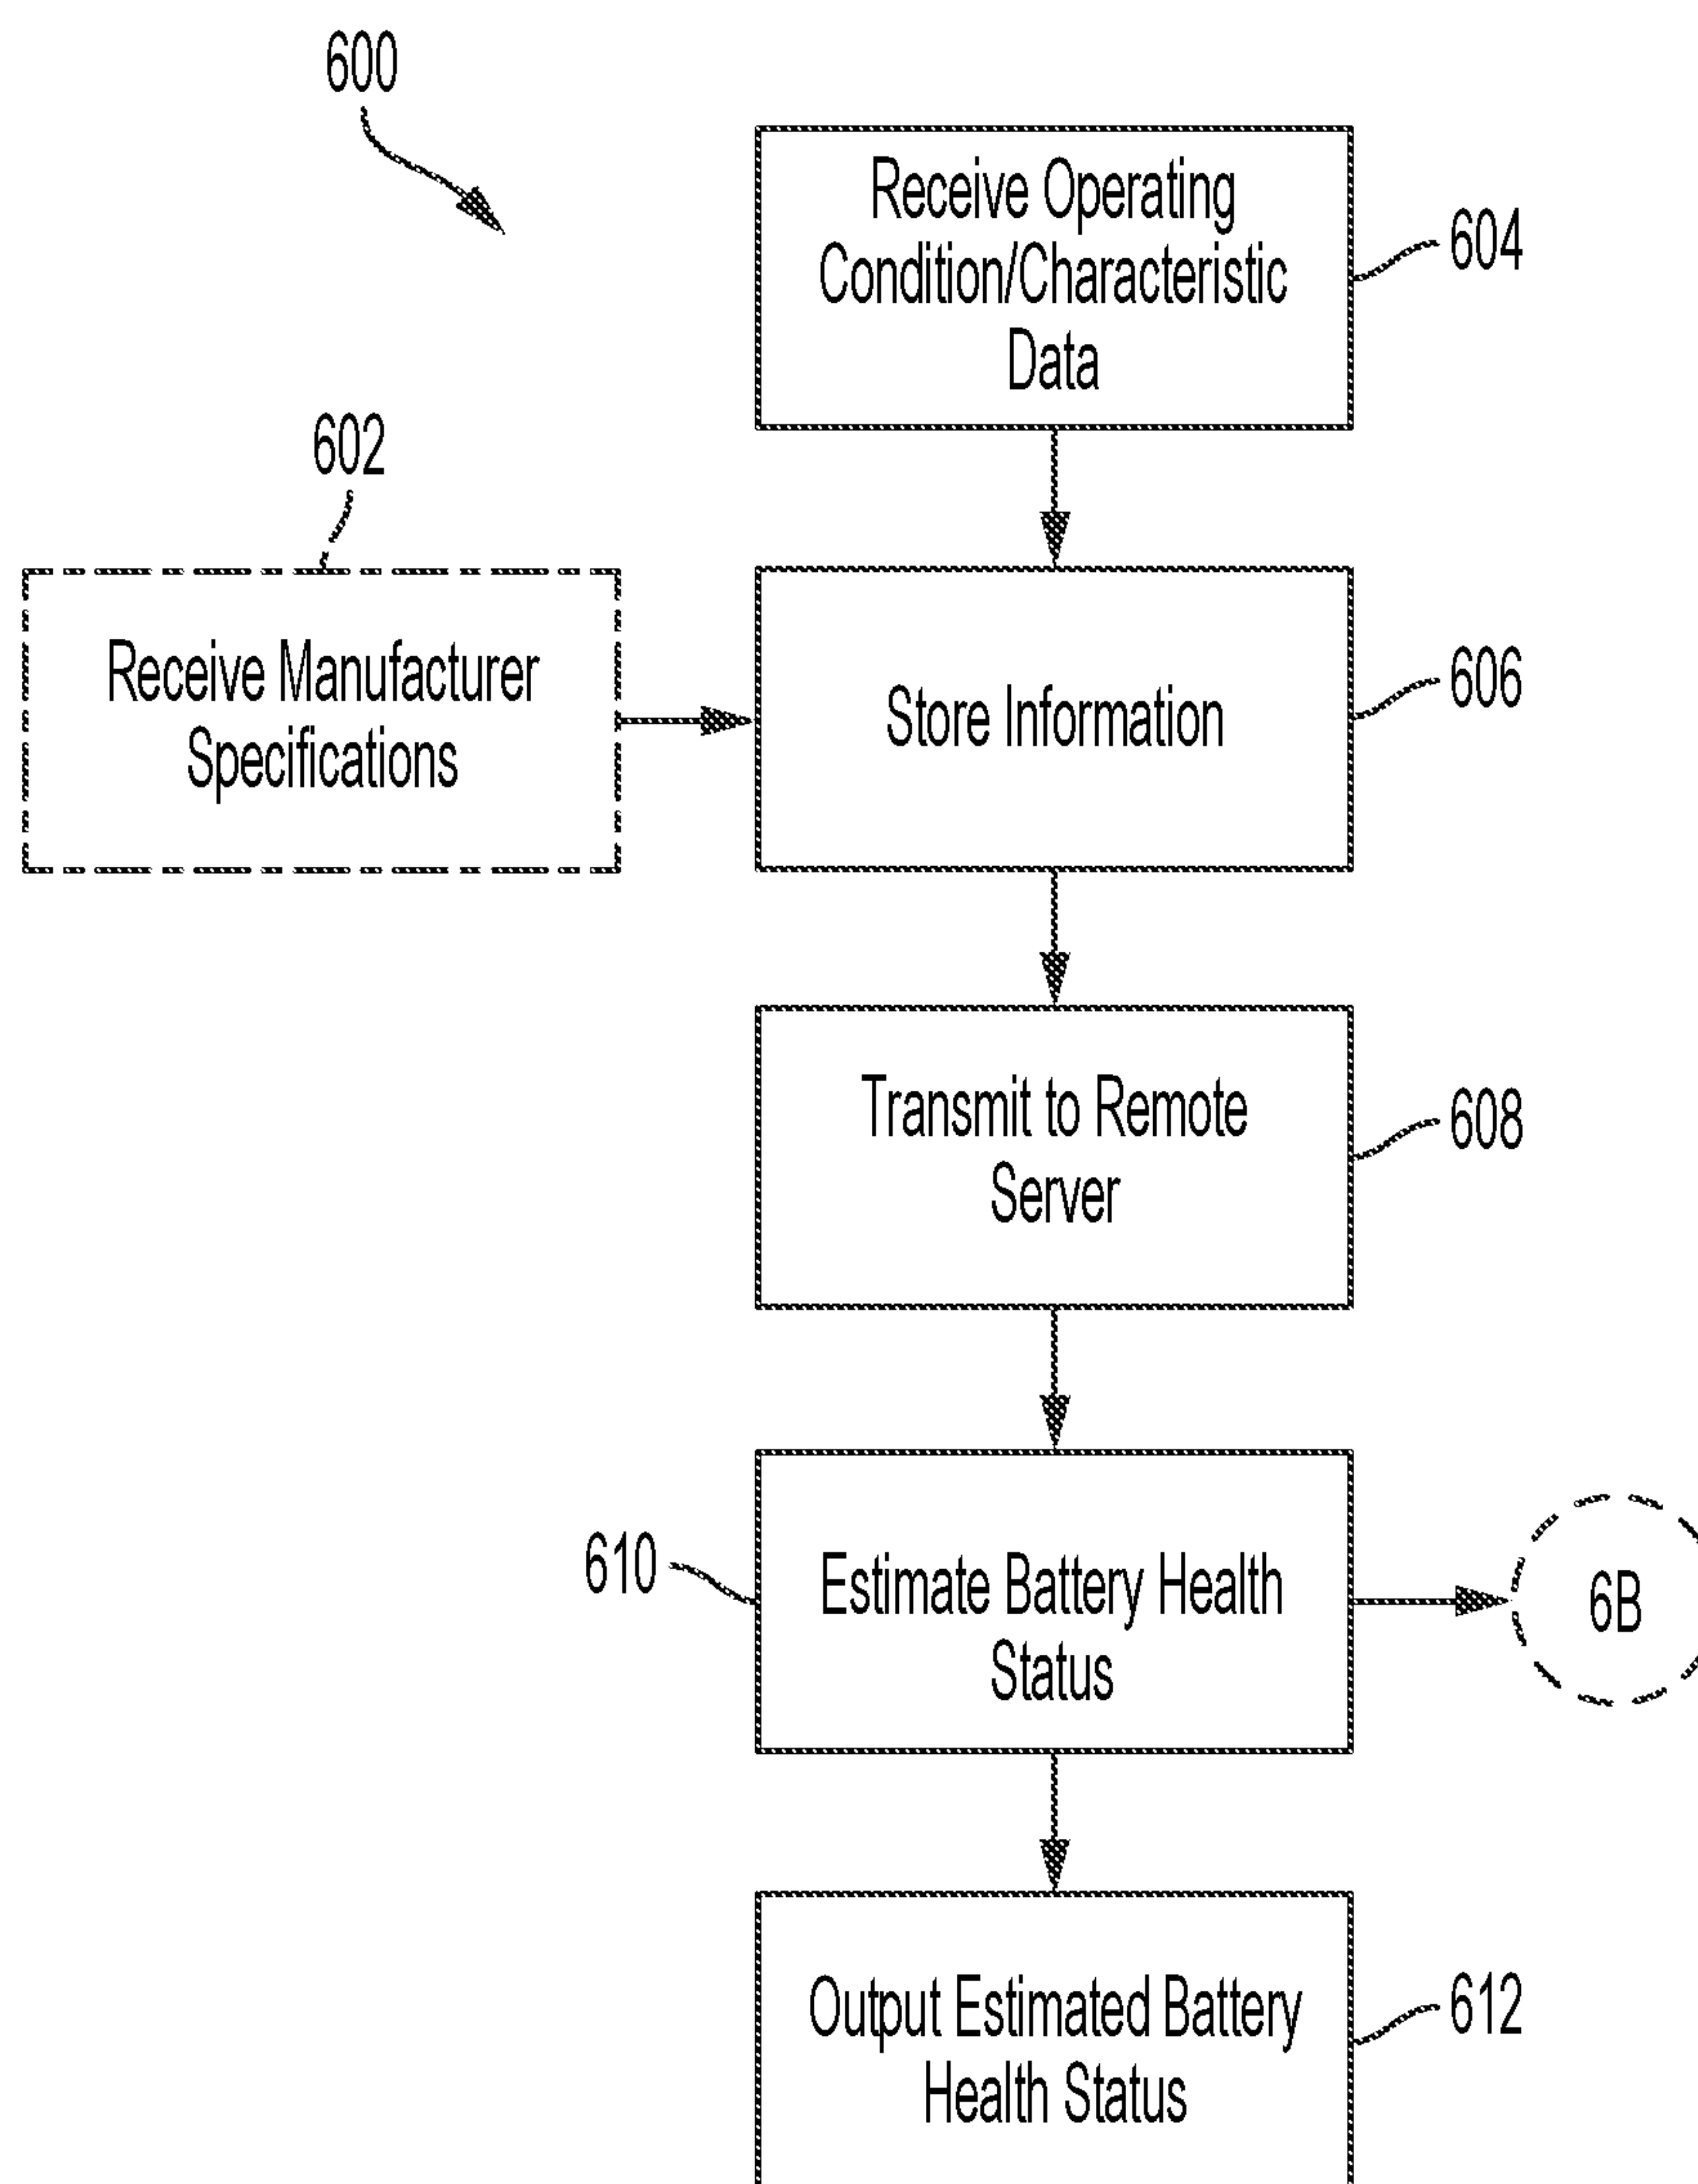 600
Receive Operating
Condition/Characteristic
Data
604
602
Receive Manufacturer
Specifications
Store Information
606
Transmit to Remote
Server
608
610
Estimate Battery Health
Status
6B
Output Estimated Battery
Health Status
612